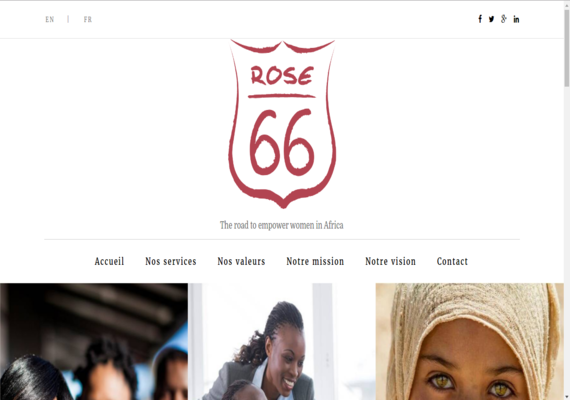 EN | FR
ROSE
66
The road to empower women in Africa
Accueil Nos services Nos valeurs Notre mission Notre vision Contact